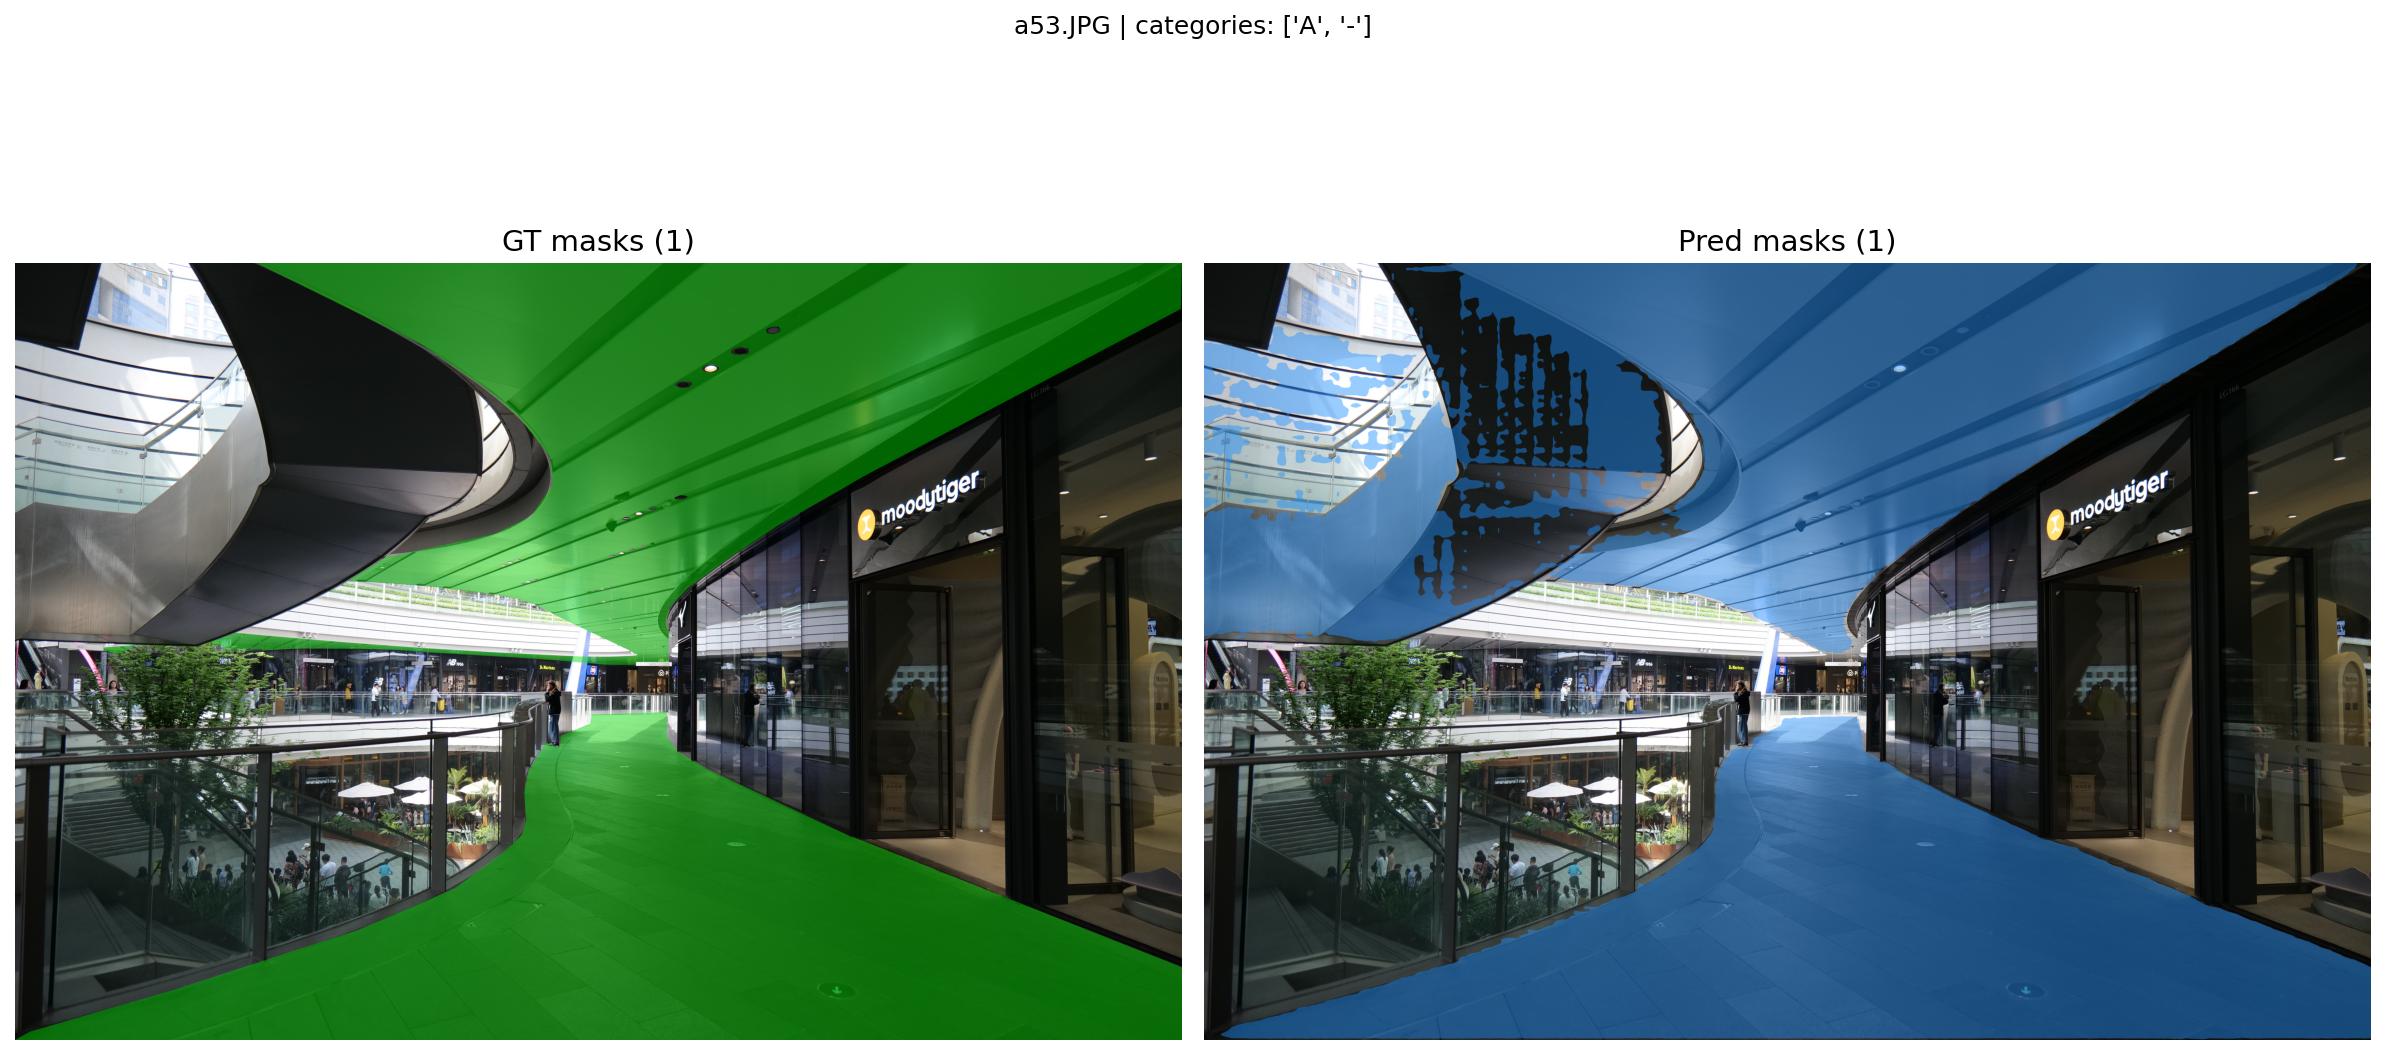 a53.JPG | categories: ['A', '-']
GT masks (1)
Pred masks (1)
moodytiger
moodytiger